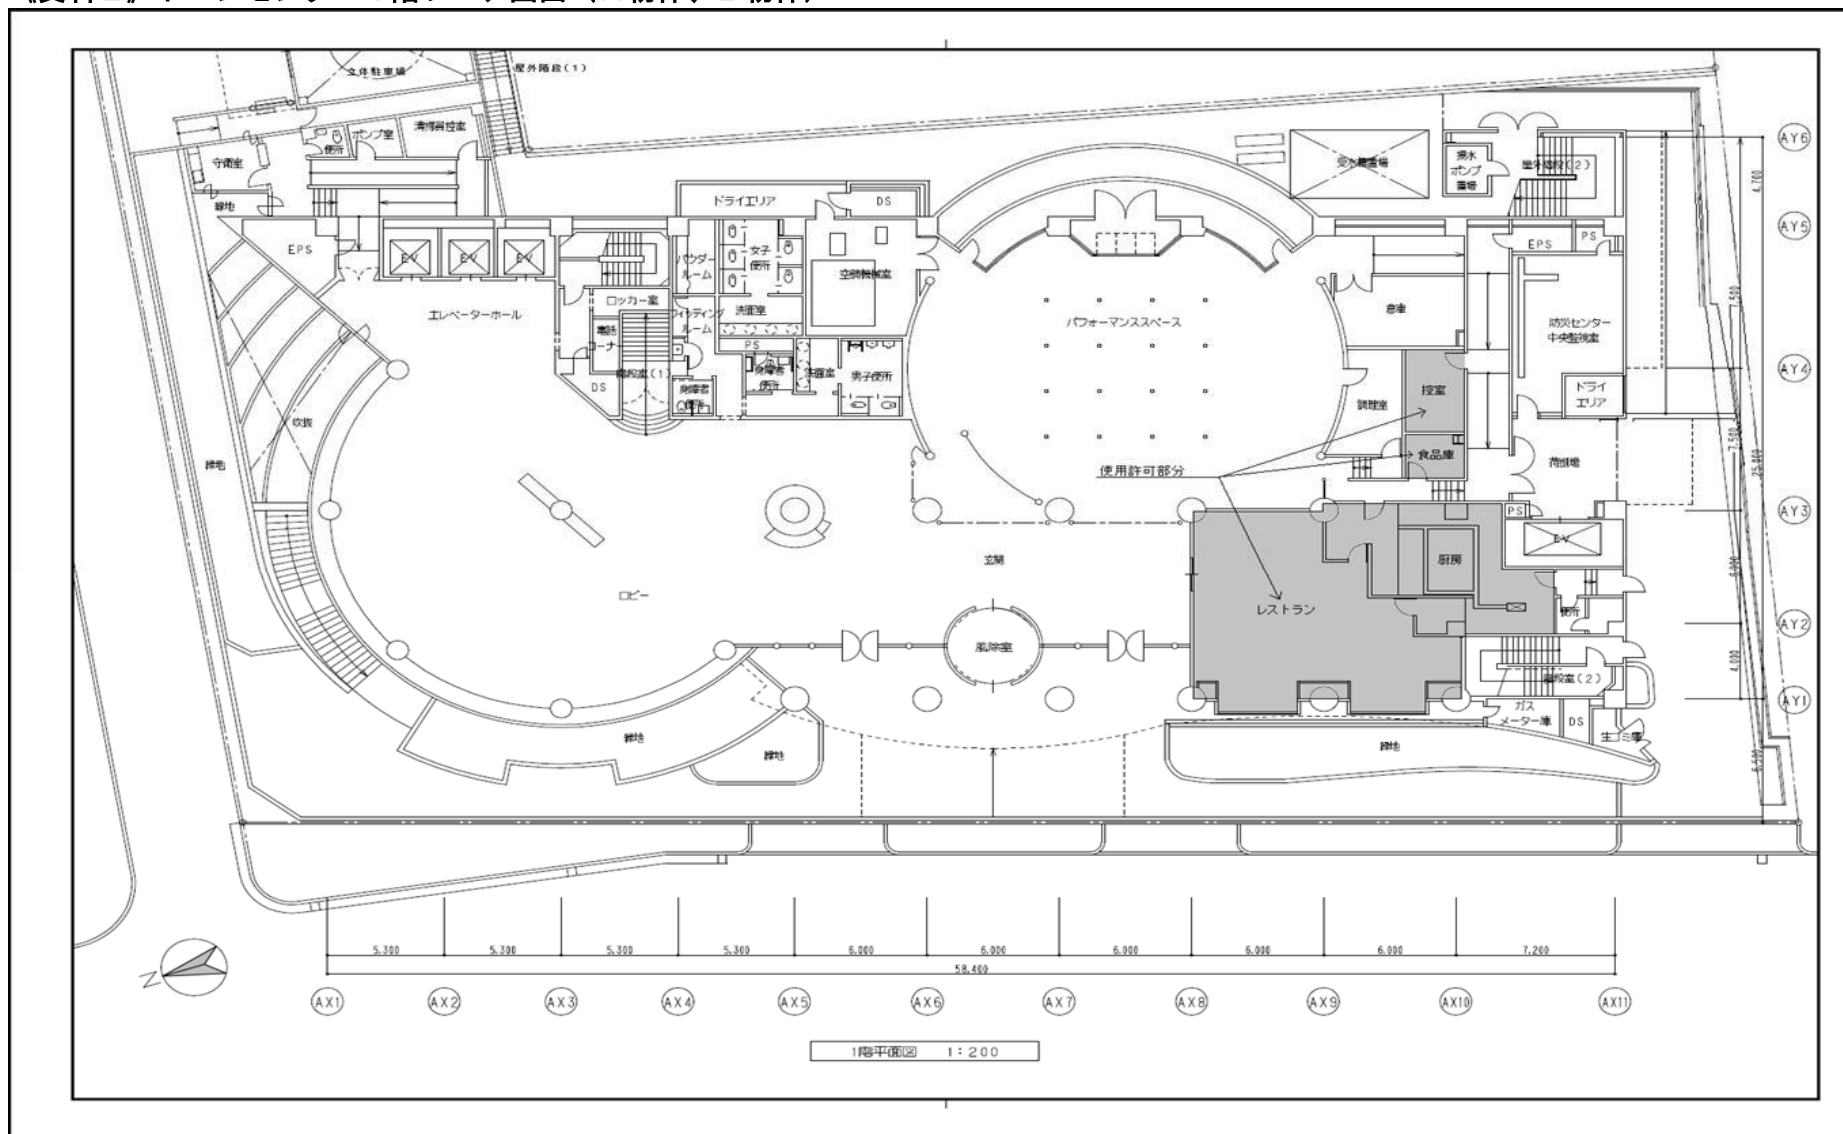 立体駐車場
屋外階段(1)
清掃員控室
ポンプ室
便所
守衛室
緑地
EPS
EV
EV
EV
ドライエリア
DS
パウダー
ルーム
女子
便所
空調機械室
受水槽置場
揚水
ポンプ
置場
屋外階段(2)
EPS
PS
エレベーターホール
ロッカー室
電話
コーナー
階段室(1)
DS
フィッティング
ルーム
洗面室
PS
身障者
便所
身障者
便所
洗面室
男子便所
パフォーマンススペース
倉庫
防災センター
中央監視室
ドライ
エリア
調理室
控室
食品庫
荷捌場
使用許可部分
吹抜
緑地
ロビー
玄関
風除室
レストラン
厨房
PS
EV
便所
階段室(2)
ガス
メーター庫
DS
生ゴミ庫
緑地
緑地
緑地
AY6
AY5
AY4
AY3
AY2
AY1
4,700
7,500
7,500
25,800
6,000
4,000
6,500
N
5,300
5,300
5,300
5,300
6,000
6,000
6,000
6,000
6,000
7,200
58,400
AX1
AX2
AX3
AX4
AX5
AX6
AX7
AX8
AX9
AX10
AX11
1階平面図 1:200